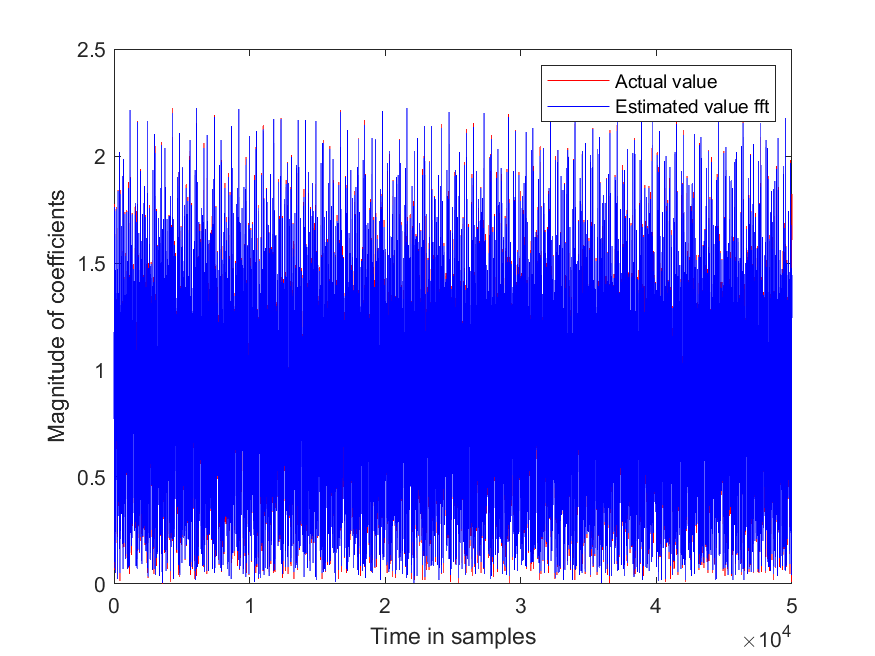 2.5
2
1.5
1
0.5
0
Magnitude of coefficients
Actual value
Estimated value fft
0 1 2 3 4 5
Time in samples
×10⁴